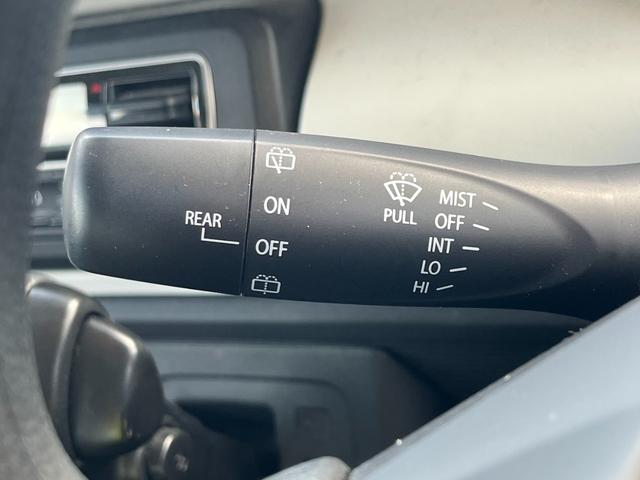 REAR
ON
OFF
PULL
MIST
OFF
INT
LO
HI